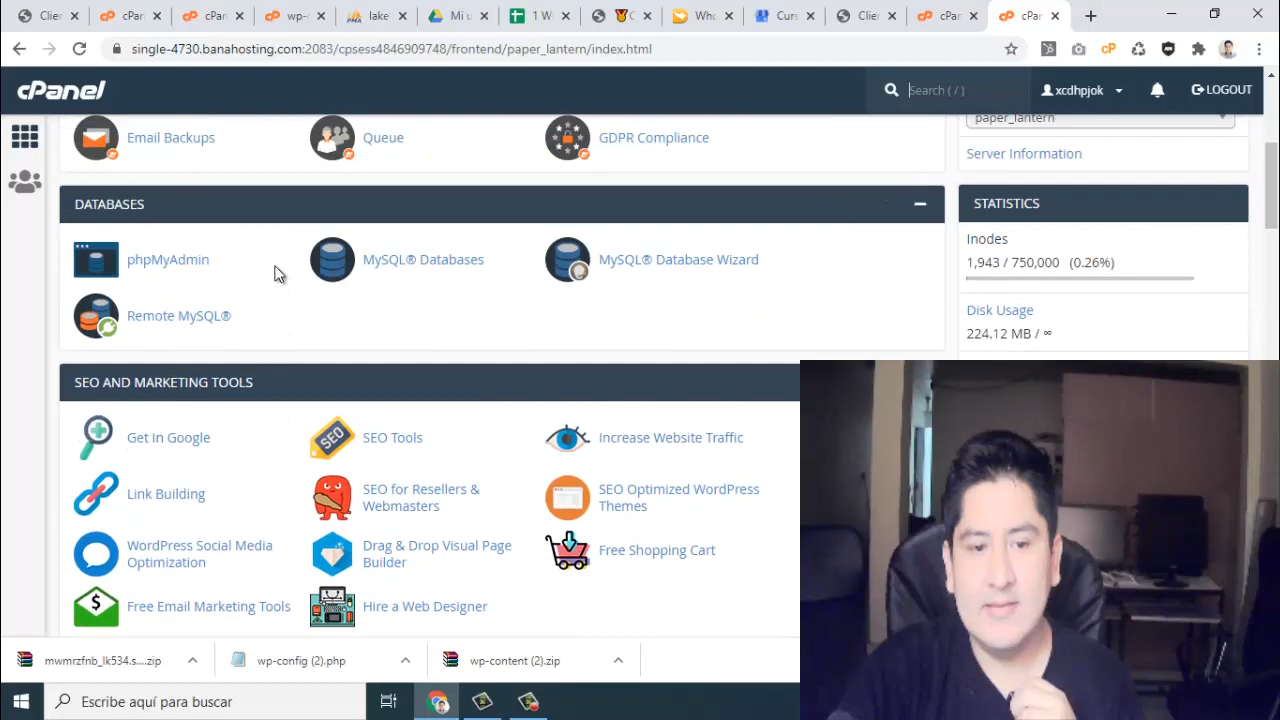 Clier
cPar
cPar
wp-
lake
Mi u
1 W
C
Who
Curs
Clier
cPar
cPar
single-4730.banahosting.com:2083/cpsess4846909748/frontend/paper_lantern/index.html
cP
cPanel
Search ( / )
xcdhpjok
LOGOUT
Email Backups
Queue
GDPR Compliance
paper_lantern
Server Information
DATABASES
phpMyAdmin
MySQL® Databases
MySQL® Database Wizard
Remote MySQL®
STATISTICS
Inodes
1,943 / 750,000 (0.26%)
Disk Usage
224.12 MB / ∞
SEO AND MARKETING TOOLS
Get In Google
SEO
SEO Tools
Increase Website Traffic
Link Building
SEO for Resellers &
Webmasters
SEO Optimized WordPress
Themes
WordPress Social Media
Optimization
Drag & Drop Visual Page
Builder
Free Shopping Cart
Free Email Marketing Tools
Hire a Web Designer
mwmrzfnb_lk534.s....zip
wp-config (2).php
wp-content (2).zip
Escribe aquí para buscar